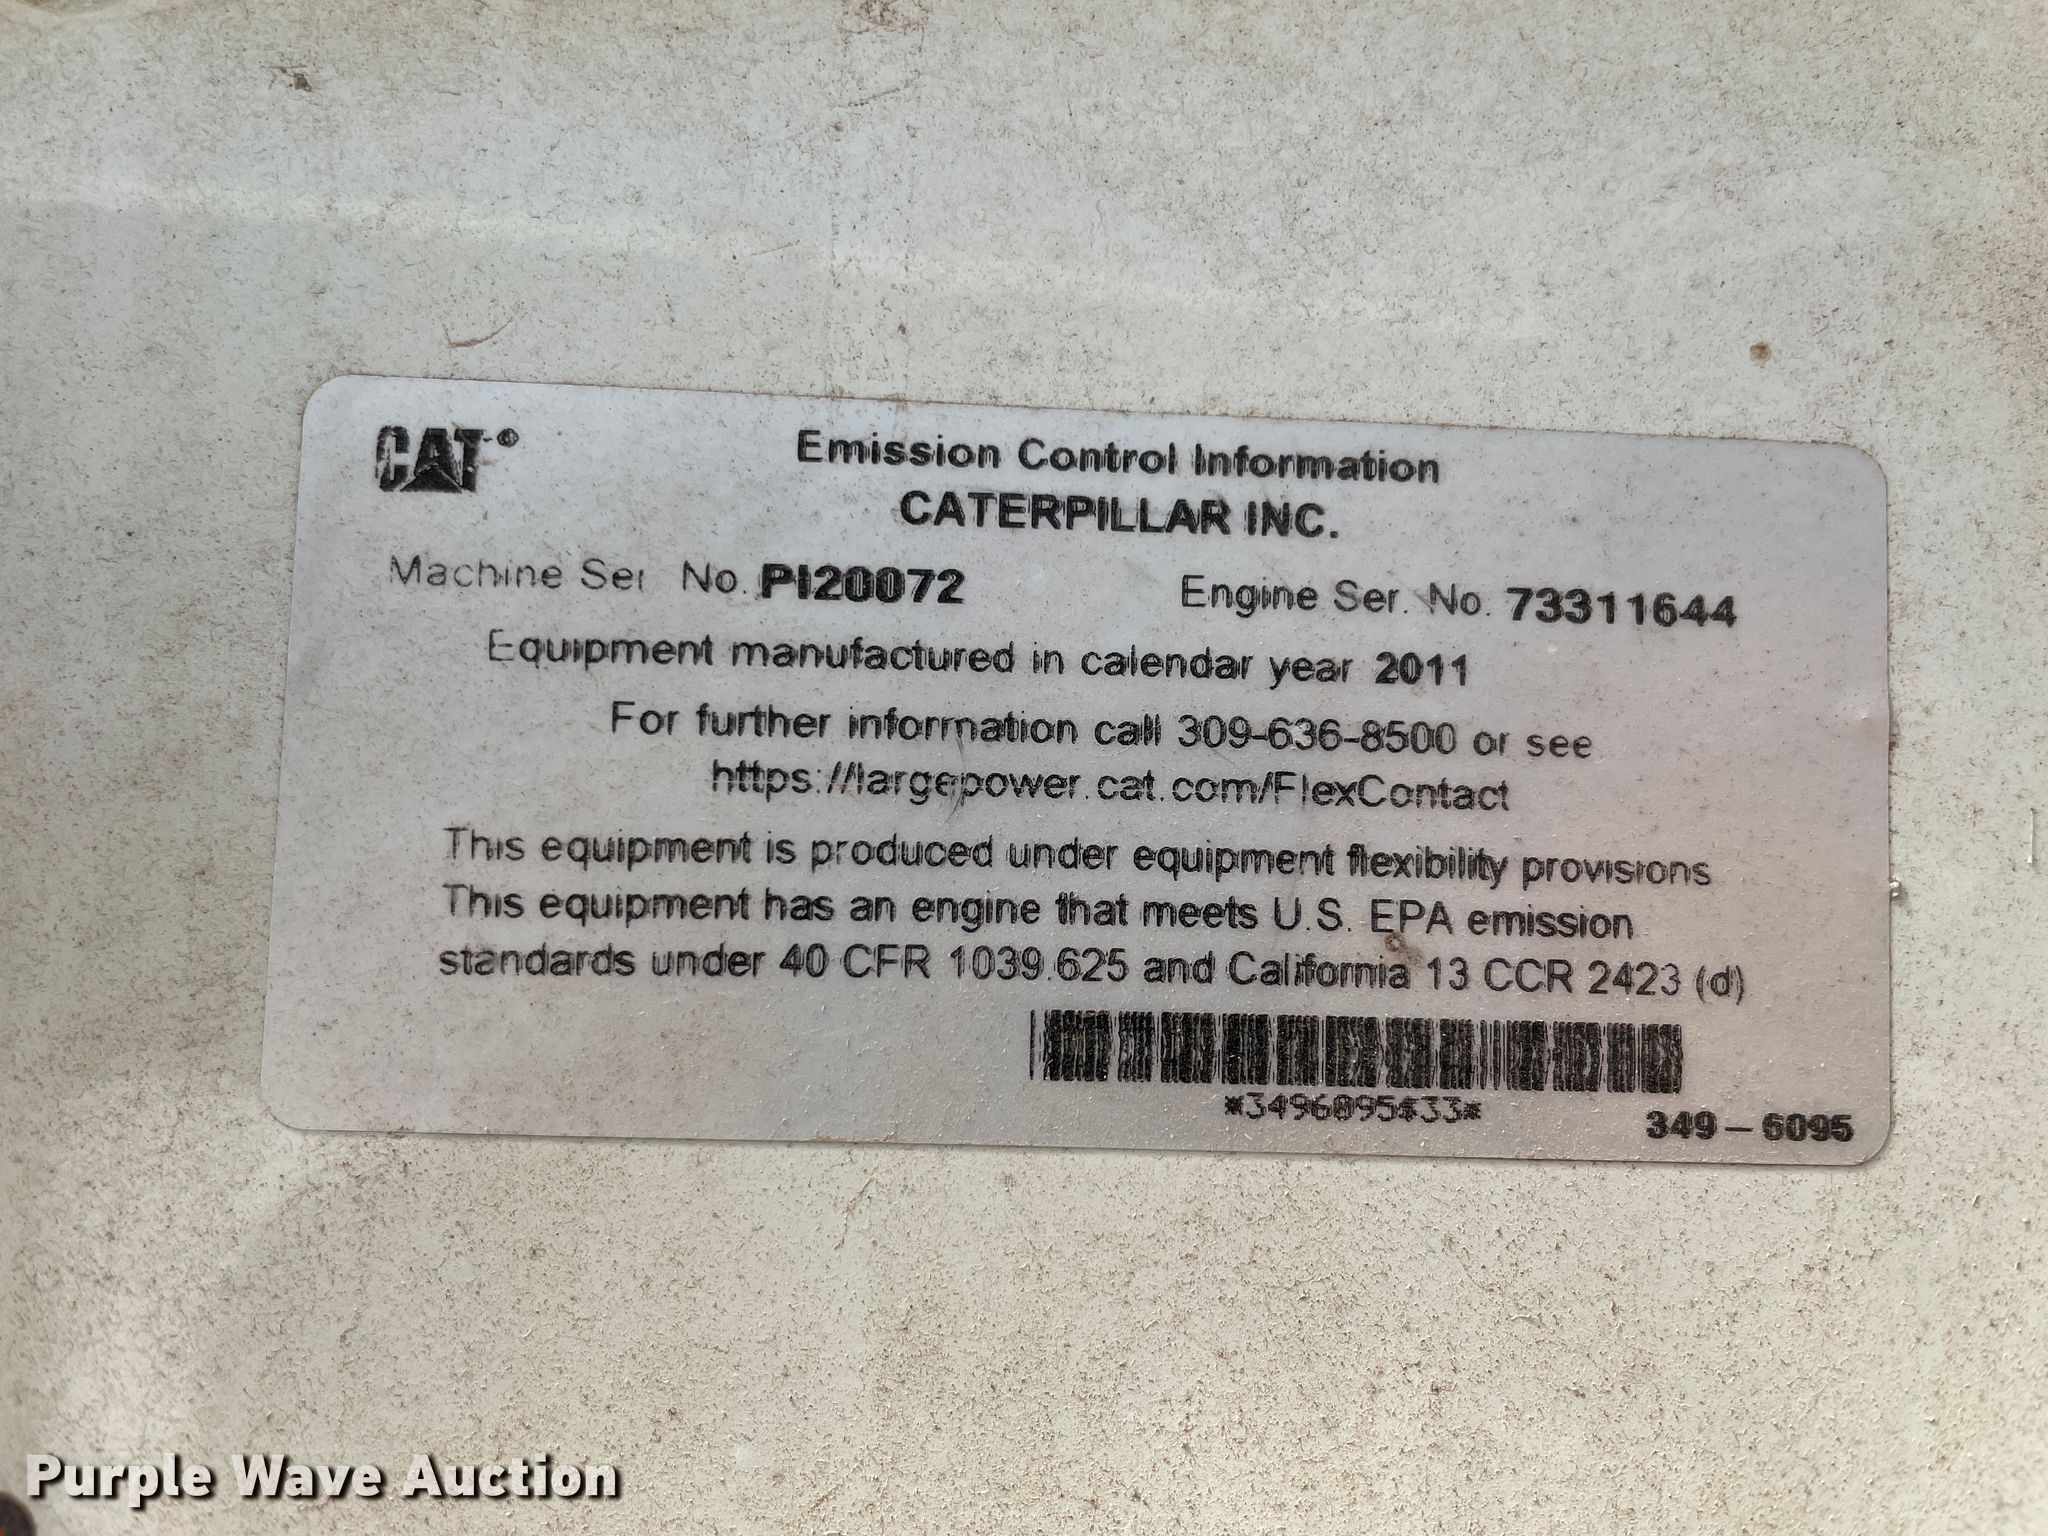 CAT®
Emission Control Information
CATERPILLAR INC.
Machine Ser No. PI20072 Engine Ser. No. 73311644
Equipment manufactured in calendar year 2011
For further information call 309-636-8500 or see
https://largepower.cat.com/FlexContact
This equipment is produced under equipment flexibility provisions
This equipment has an engine that meets U.S. EPA emission
standards under 40 CFR 1039.625 and California 13 CCR 2423 (d)
349-6095
Purple Wave Auction